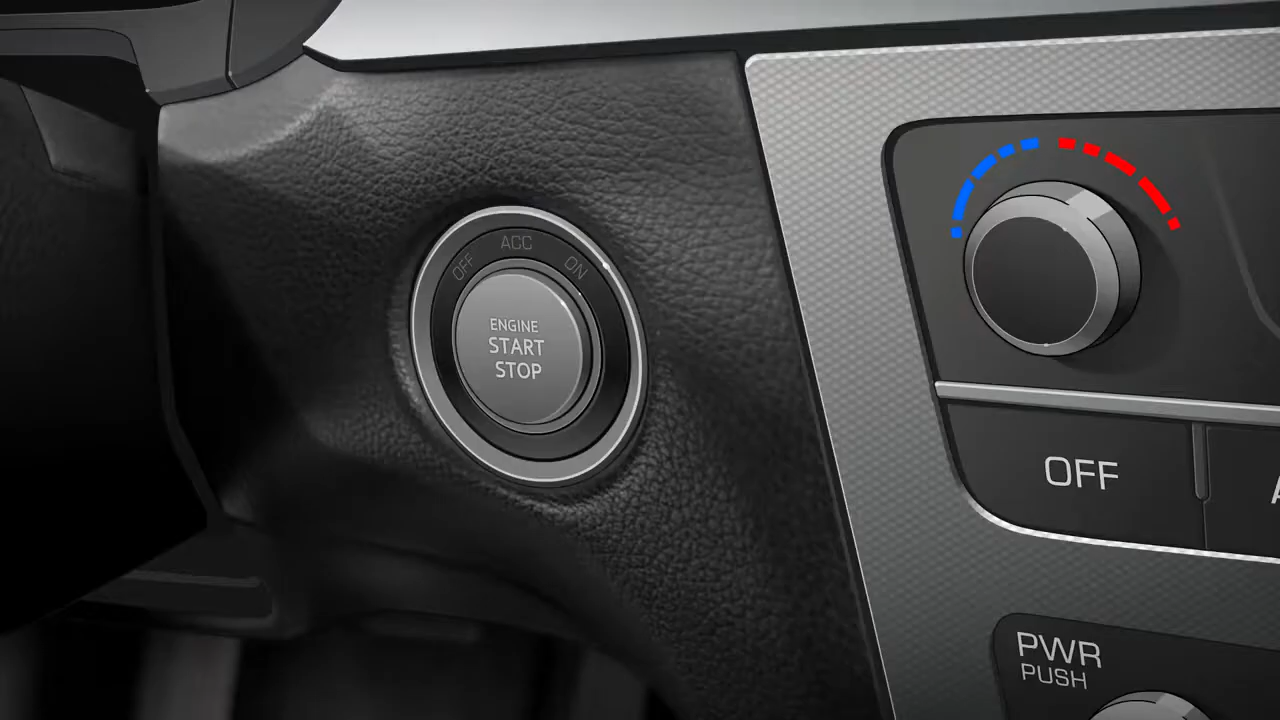 ACC
OFF
ON
ENGINE
START
STOP
OFF
PWR
PUSH